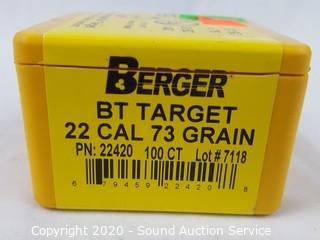 BERGER
BT TARGET
22 CAL 73 GRAIN
PN: 22420 100 CT Lot # 7118
6 79459 22420 8
Copyright © 2020 - Sound Auction Service